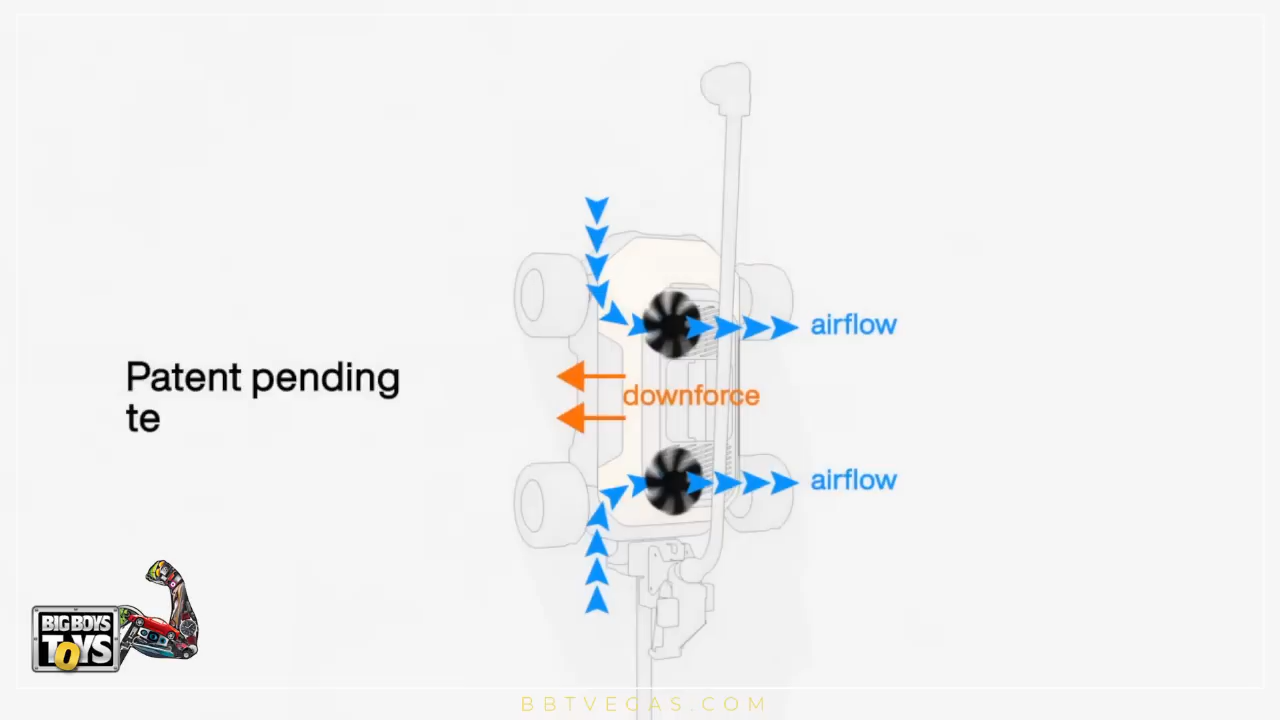 airflow
Patent pending
te
downforce
airflow
BIG BOYS
TOYS
BBTVEGAS.COM